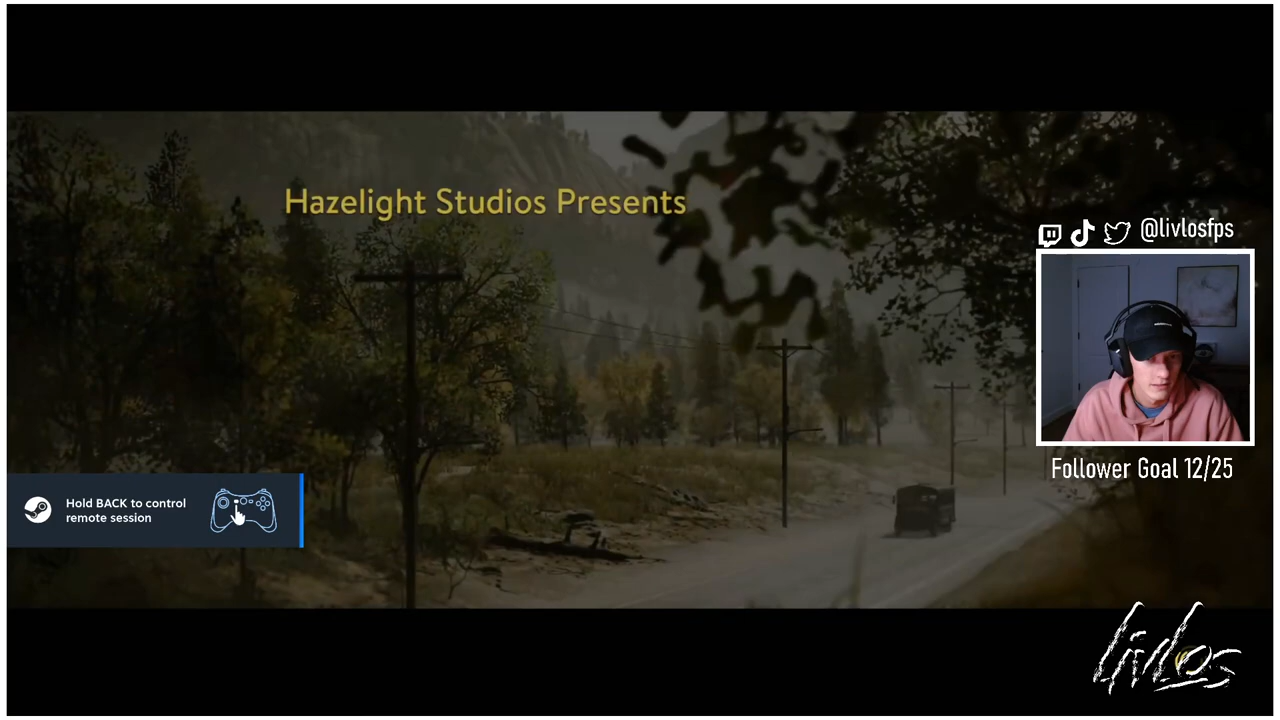 Hazelight Studios Presents
@livlosfps
Follower Goal 12/25
Hold BACK to control
remote session
livlos